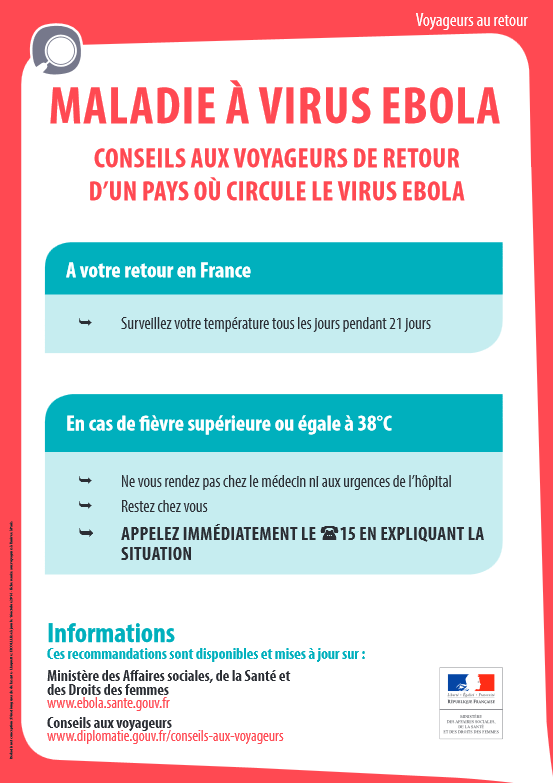 Voyageurs au retour
MALADIE À VIRUS EBOLA
CONSEILS AUX VOYAGEURS DE RETOUR
D'UN PAYS OÙ CIRCULE LE VIRUS EBOLA
A votre retour en France
➥ Surveillez votre température tous les jours pendant 21 jours
En cas de fièvre supérieure ou égale à 38°C
➥ Ne vous rendez pas chez le médecin ni aux urgences de l'hôpital
➥ Restez chez vous
➥ APPELEZ IMMÉDIATEMENT LE ☎15 EN EXPLIQUANT LA
SITUATION
Informations
Ces recommandations sont disponibles et mises à jour sur :
Ministère des Affaires sociales, de la Santé et
des Droits des femmes
www.ebola.sante.gouv.fr
Conseils aux voyageurs
www.diplomatie.gouv.fr/conseils-aux-voyageurs
Liberté • Égalité • Fraternité
RÉPUBLIQUE FRANÇAISE
MINISTÈRE
DES AFFAIRES SOCIALES,
DE LA SANTÉ
ET DES DROITS DES FEMMES